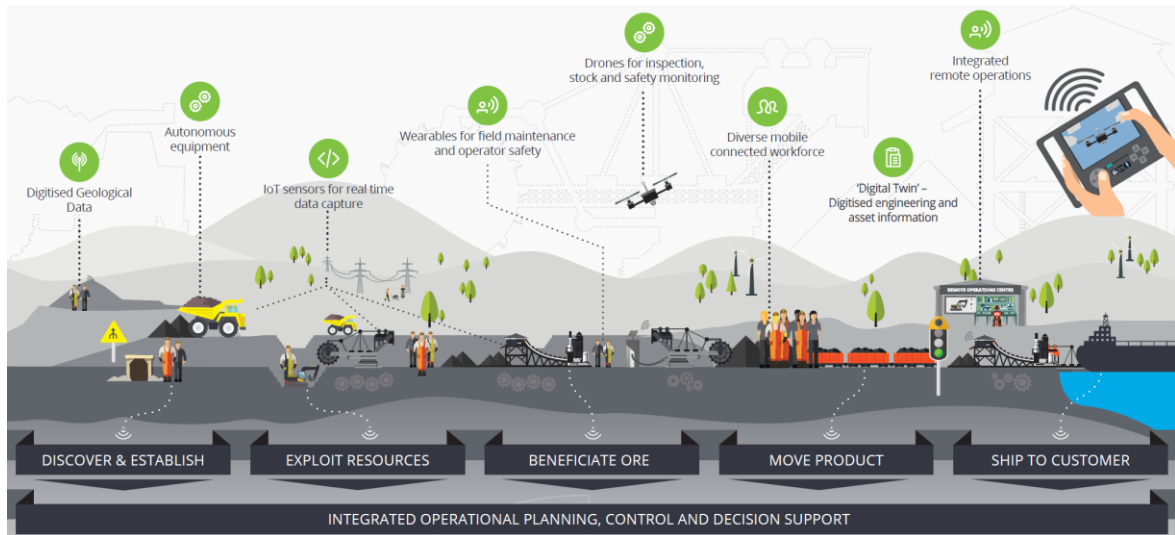 Drones for inspection,
stock and safety monitoring
Integrated
remote operations
Autonomous
equipment
Wearables for field maintenance
and operator safety
Diverse mobile
connected workforce
Digitised Geological
Data
IoT sensors for real time
data capture
'Digital Twin' –
Digitised engineering and
asset information
REMOTE OPERATIONS CENTRE
DISCOVER & ESTABLISH
EXPLOIT RESOURCES
BENEFICIATE ORE
MOVE PRODUCT
SHIP TO CUSTOMER
INTEGRATED OPERATIONAL PLANNING, CONTROL AND DECISION SUPPORT